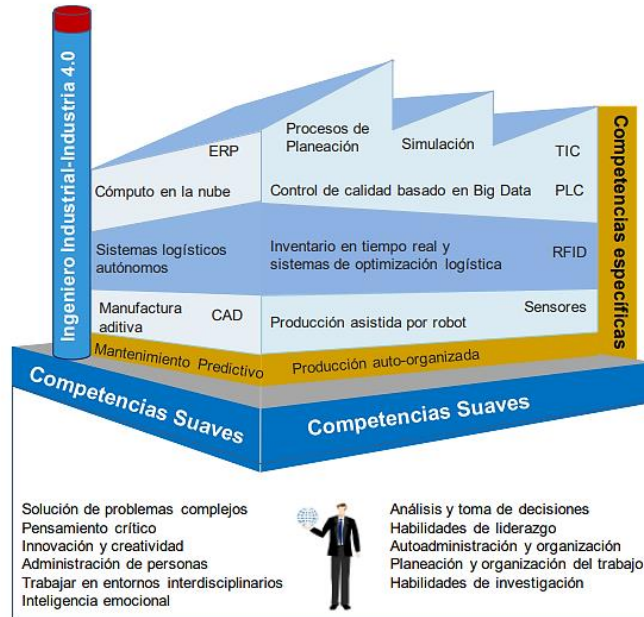 Ingeniero Industrial-Industria 4.0
ERP
Procesos de
Planeación
Simulación
TIC
Cómputo en la nube
Control de calidad basado en Big Data
PLC
Sistemas logísticos
autónomos
Inventario en tiempo real y
sistemas de optimización logística
RFID
Manufactura
aditiva
CAD
Producción asistida por robot
Sensores
Mantenimiento Predictivo
Producción auto-organizada
Competencias específicas
Competencias Suaves
Competencias Suaves
Solución de problemas complejos
Pensamiento crítico
Innovación y creatividad
Administración de personas
Trabajar en entornos interdisciplinarios
Inteligencia emocional
Análisis y toma de decisiones
Habilidades de liderazgo
Autoadministración y organización
Planeación y organización del trabajo
Habilidades de investigación